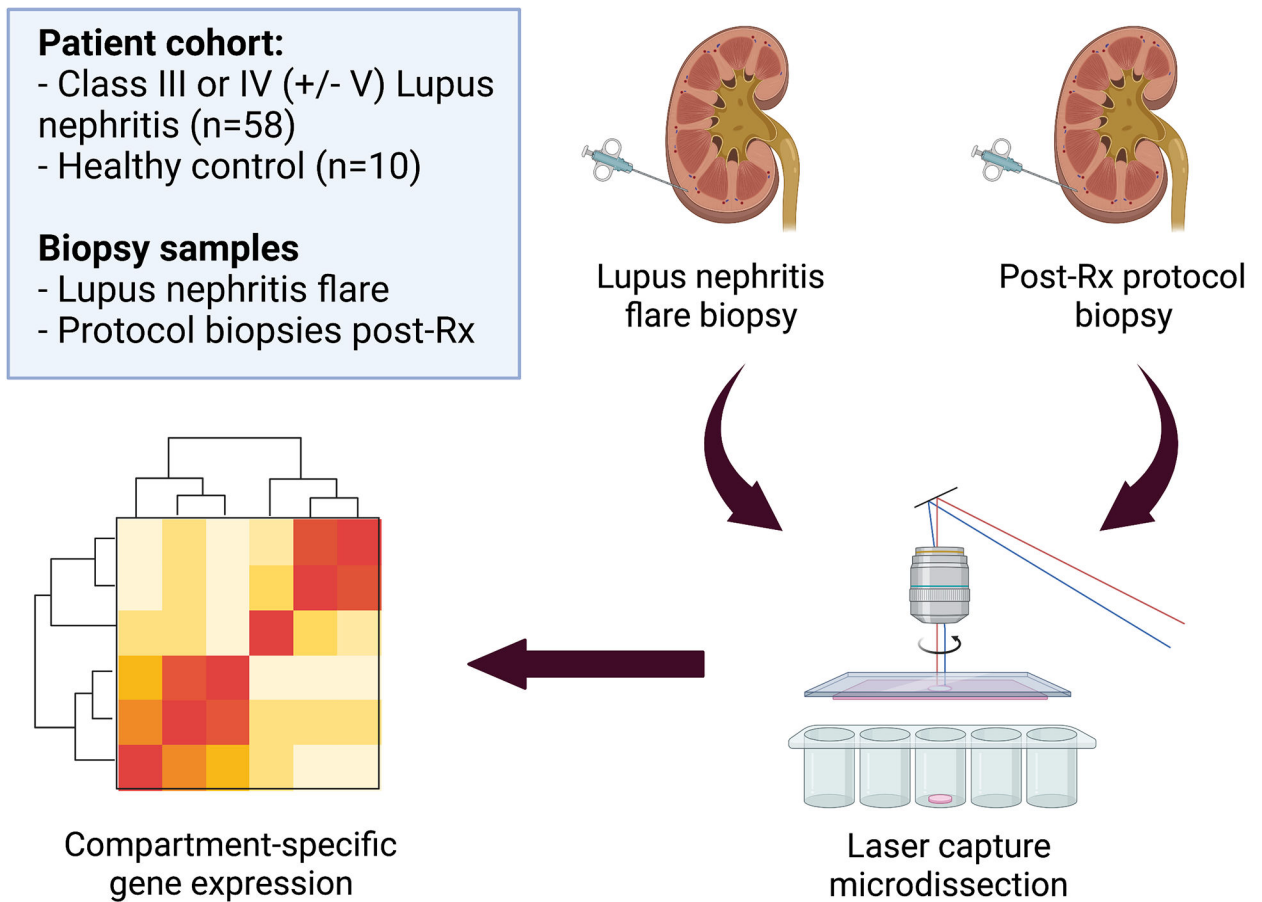 Patient cohort:
- Class III or IV (+/- V) Lupus
nephritis (n=58)
- Healthy control (n=10)
Biopsy samples
- Lupus nephritis flare
- Protocol biopsies post-Rx
Lupus nephritis
flare biopsy
Post-Rx protocol
biopsy
Compartment-specific
gene expression
Laser capture
microdissection